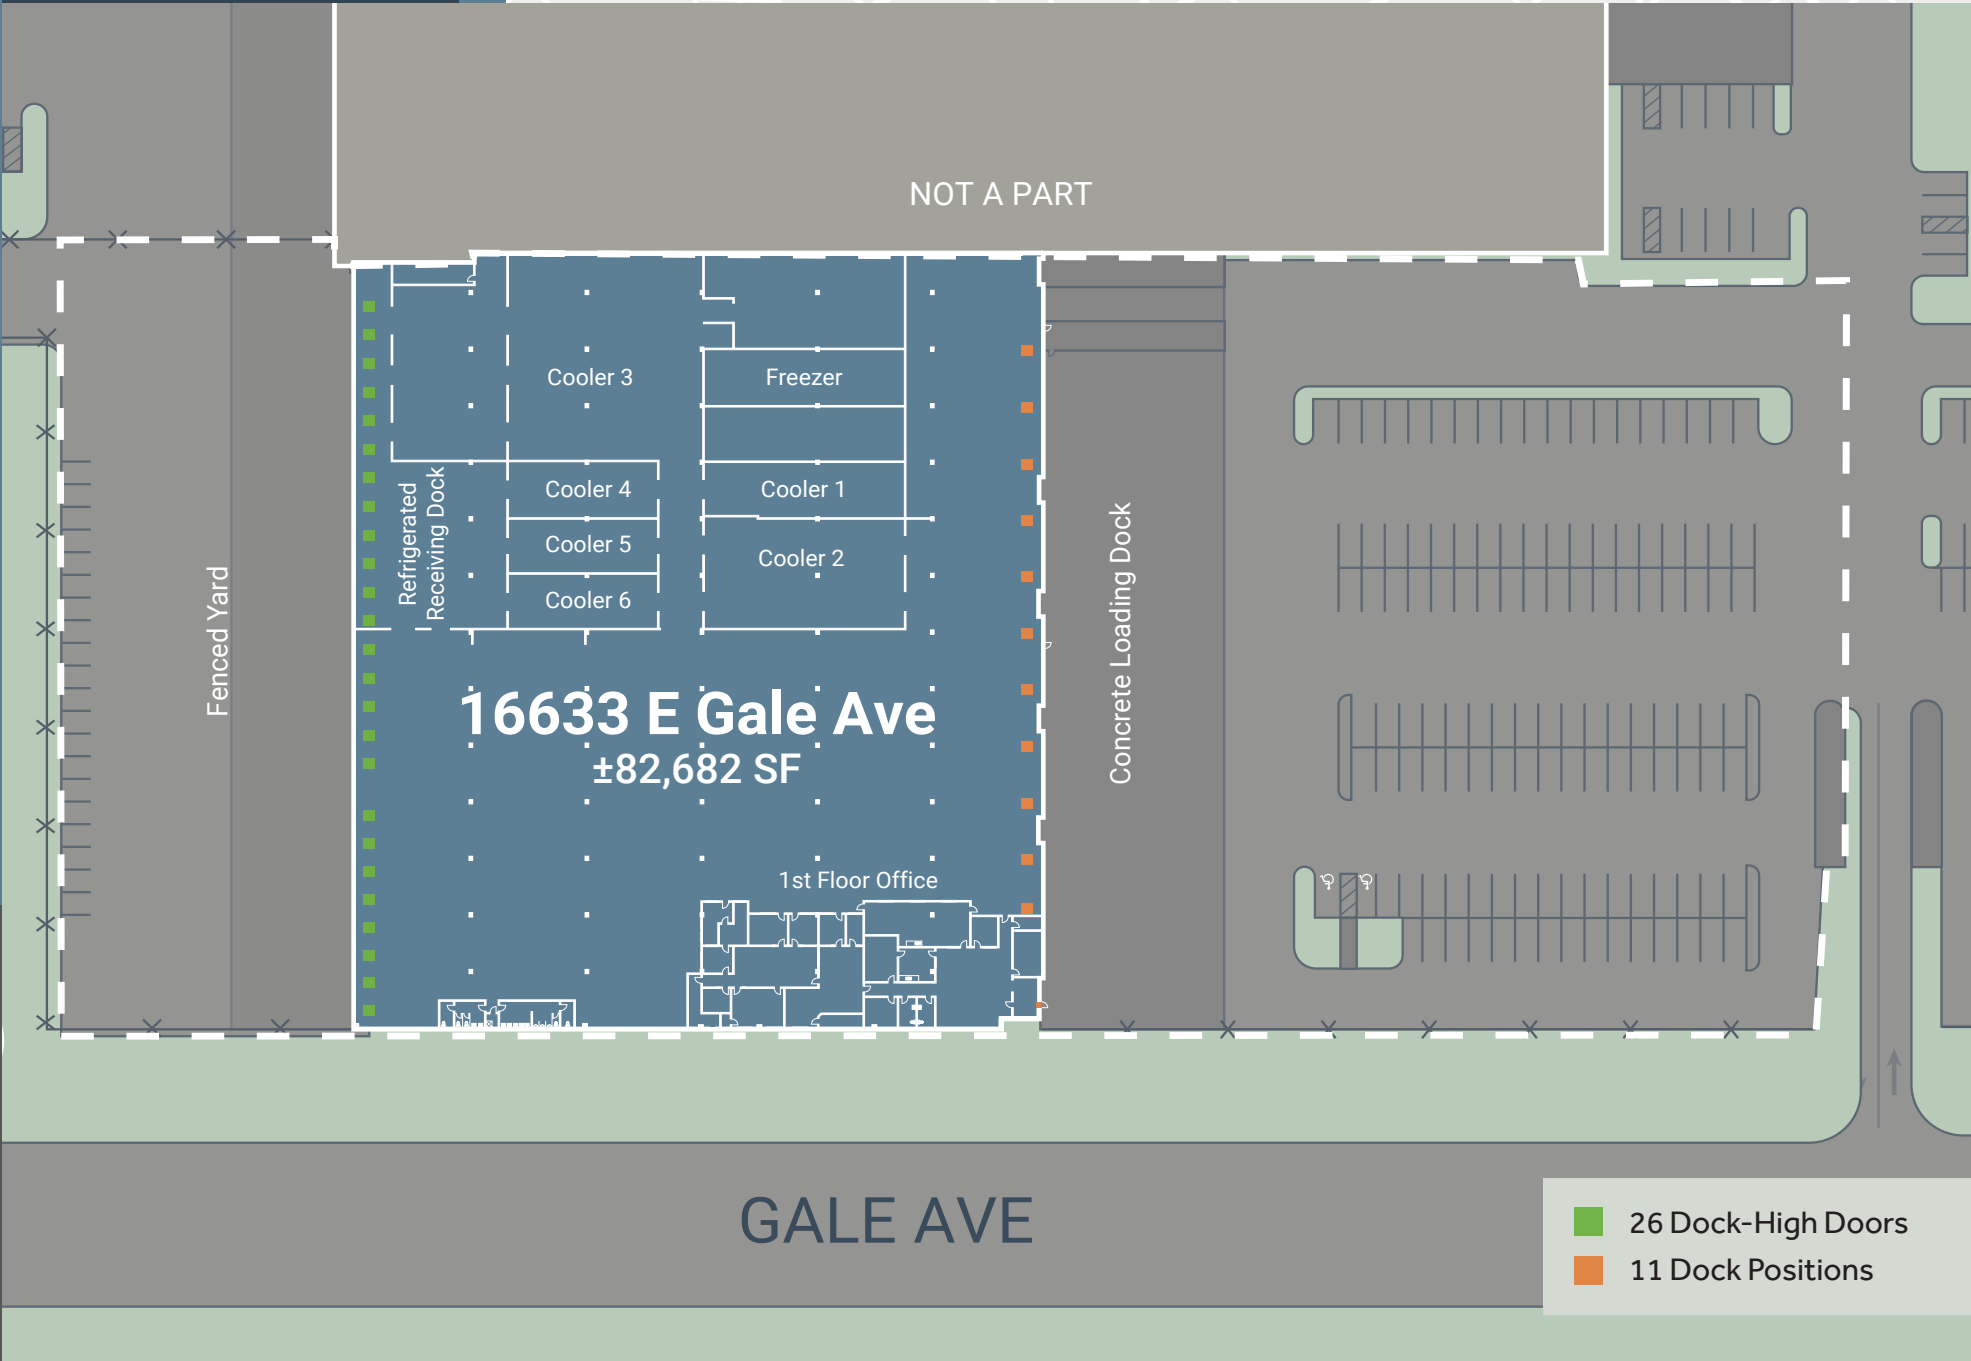 NOT A PART
Cooler 3
Freezer
Cooler 4
Cooler 1
Cooler 5
Cooler 2
Cooler 6
Refrigerated
Receiving Dock
Fenced Yard
Concrete Loading Dock
16633 E Gale Ave
±82,682 SF
1st Floor Office
GALE AVE
26 Dock-High Doors
11 Dock Positions